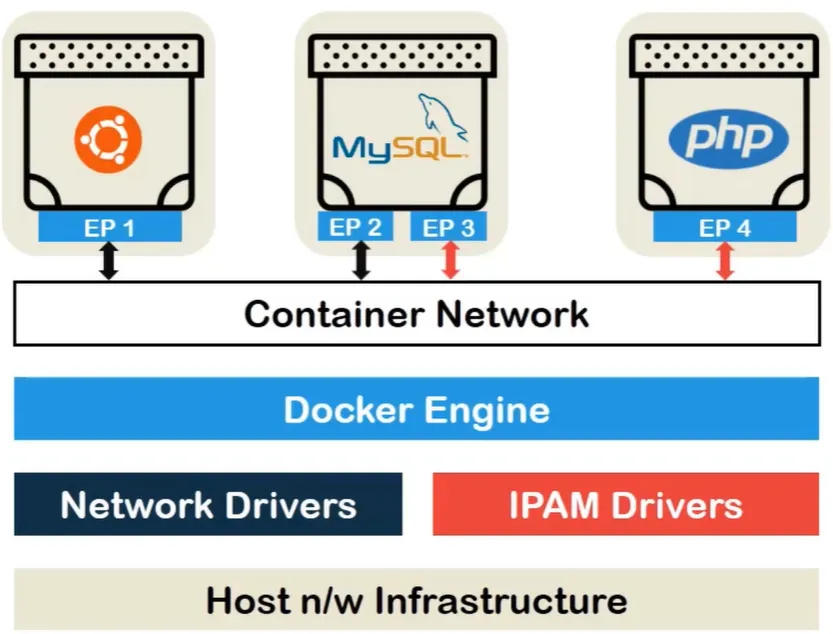 MySQL
php
EP 1
EP 2
EP 3
EP 4
Container Network
Docker Engine
Network Drivers
IPAM Drivers
Host n/w Infrastructure